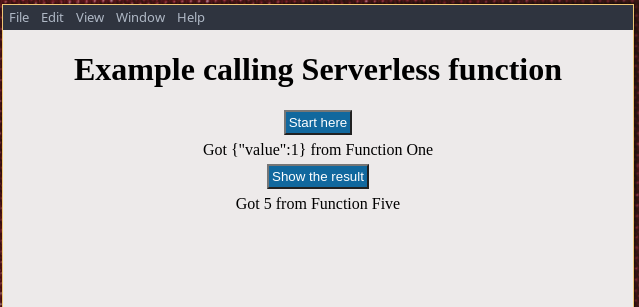 File Edit View Window Help
Example calling Serverless function
Start here
Got {"value":1} from Function One
Show the result
Got 5 from Function Five